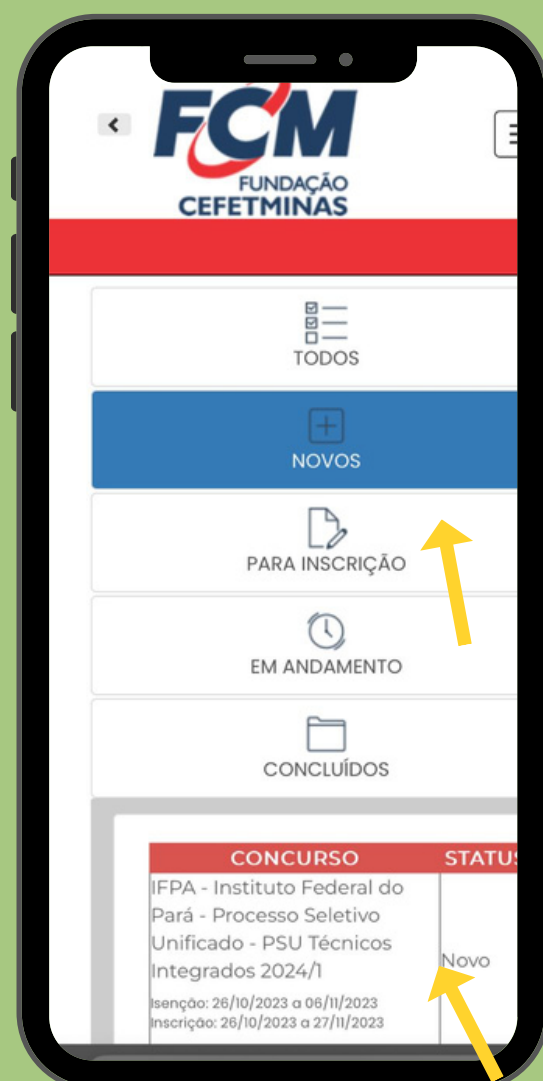 FCM
FUNDAÇÃO
CEFETMINAS
TODOS
NOVOS
PARA INSCRIÇÃO
EM ANDAMENTO
CONCLUÍDOS
CONCURSO STATUS
IFPA - Instituto Federal do
Pará - Processo Seletivo
Unificado - PSU Técnicos
Integrados 2024/1
Novo
Isenção: 26/10/2023 a 06/11/2023
Inscrição: 26/10/2023 a 27/11/2023